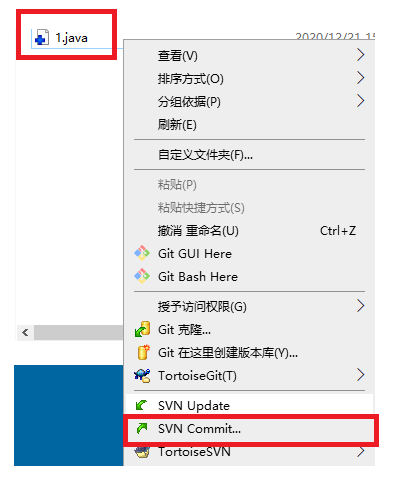 1.java
2020/12/21 15
查看(V)
排序方式(O)
分组依据(P)
刷新(E)
自定义文件夹(F)...
粘贴(P)
粘贴快捷方式(S)
撤消 重命名(U) Ctrl+Z
Git GUI Here
Git Bash Here
授予访问权限(G)
Git 克隆...
Git 在这里创建版本库(Y)...
TortoiseGit(T)
SVN Update
SVN Commit...
TortoiseSVN